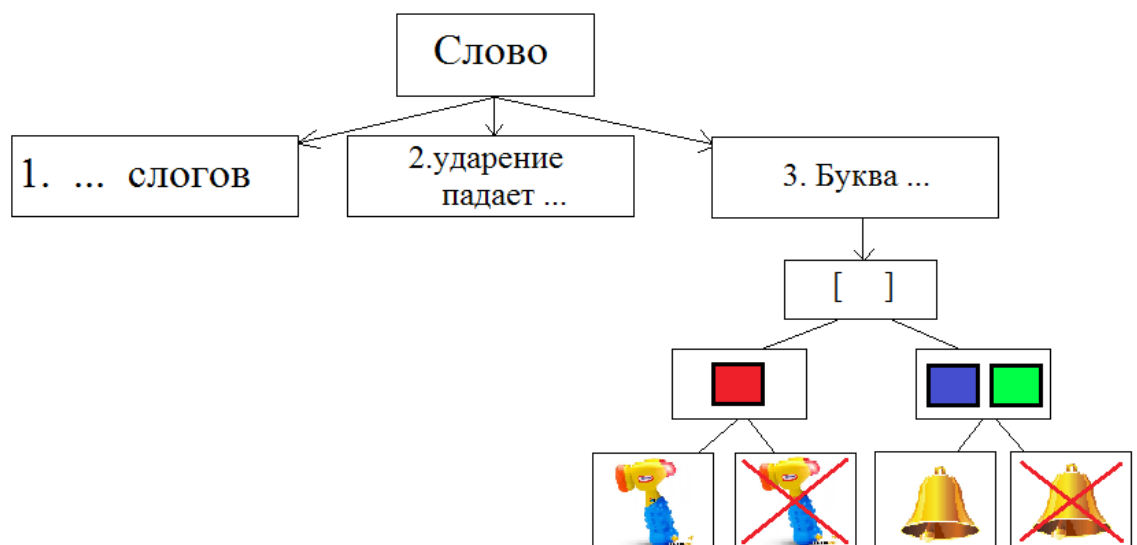 Слово
1. ... слогов
2.ударение
падает ...
3. Буква ...
[ ]